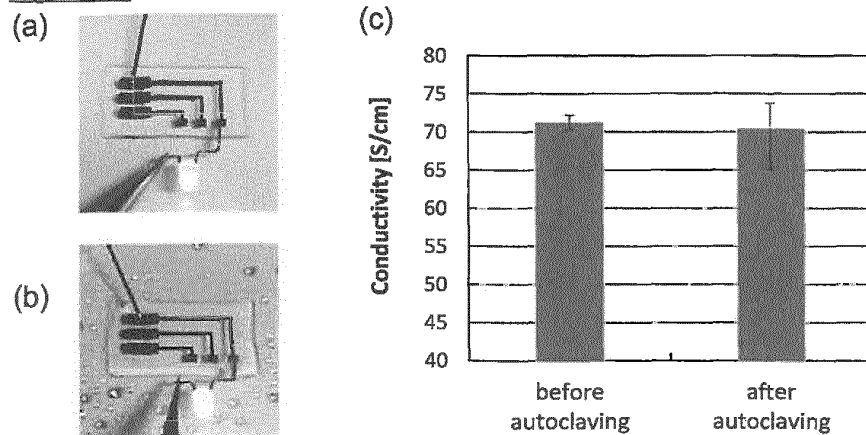 (a)
(b)
(c)
Conductivity [S/cm]
80
75
70
65
60
55
50
45
40
before
autoclaving
after
autoclaving